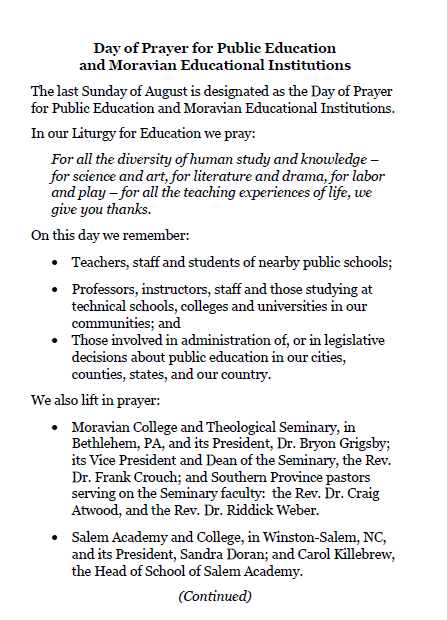 Day of Prayer for Public Education
and Moravian Educational Institutions
The last Sunday of August is designated as the Day of Prayer
for Public Education and Moravian Educational Institutions.
In our Liturgy for Education we pray:
For all the diversity of human study and knowledge –
for science and art, for literature and drama, for labor
and play – for all the teaching experiences of life, we
give you thanks.
On this day we remember:
• Teachers, staff and students of nearby public schools;
• Professors, instructors, staff and those studying at
technical schools, colleges and universities in our
communities; and
• Those involved in administration of, or in legislative
decisions about public education in our cities,
counties, states, and our country.
We also lift in prayer:
• Moravian College and Theological Seminary, in
Bethlehem, PA, and its President, Dr. Bryon Grigsby;
its Vice President and Dean of the Seminary, the Rev.
Dr. Frank Crouch; and Southern Province pastors
serving on the Seminary faculty: the Rev. Dr. Craig
Atwood, and the Rev. Dr. Riddick Weber.
• Salem Academy and College, in Winston-Salem, NC,
and its President, Sandra Doran; and Carol Killebrew,
the Head of School of Salem Academy.
(Continued)